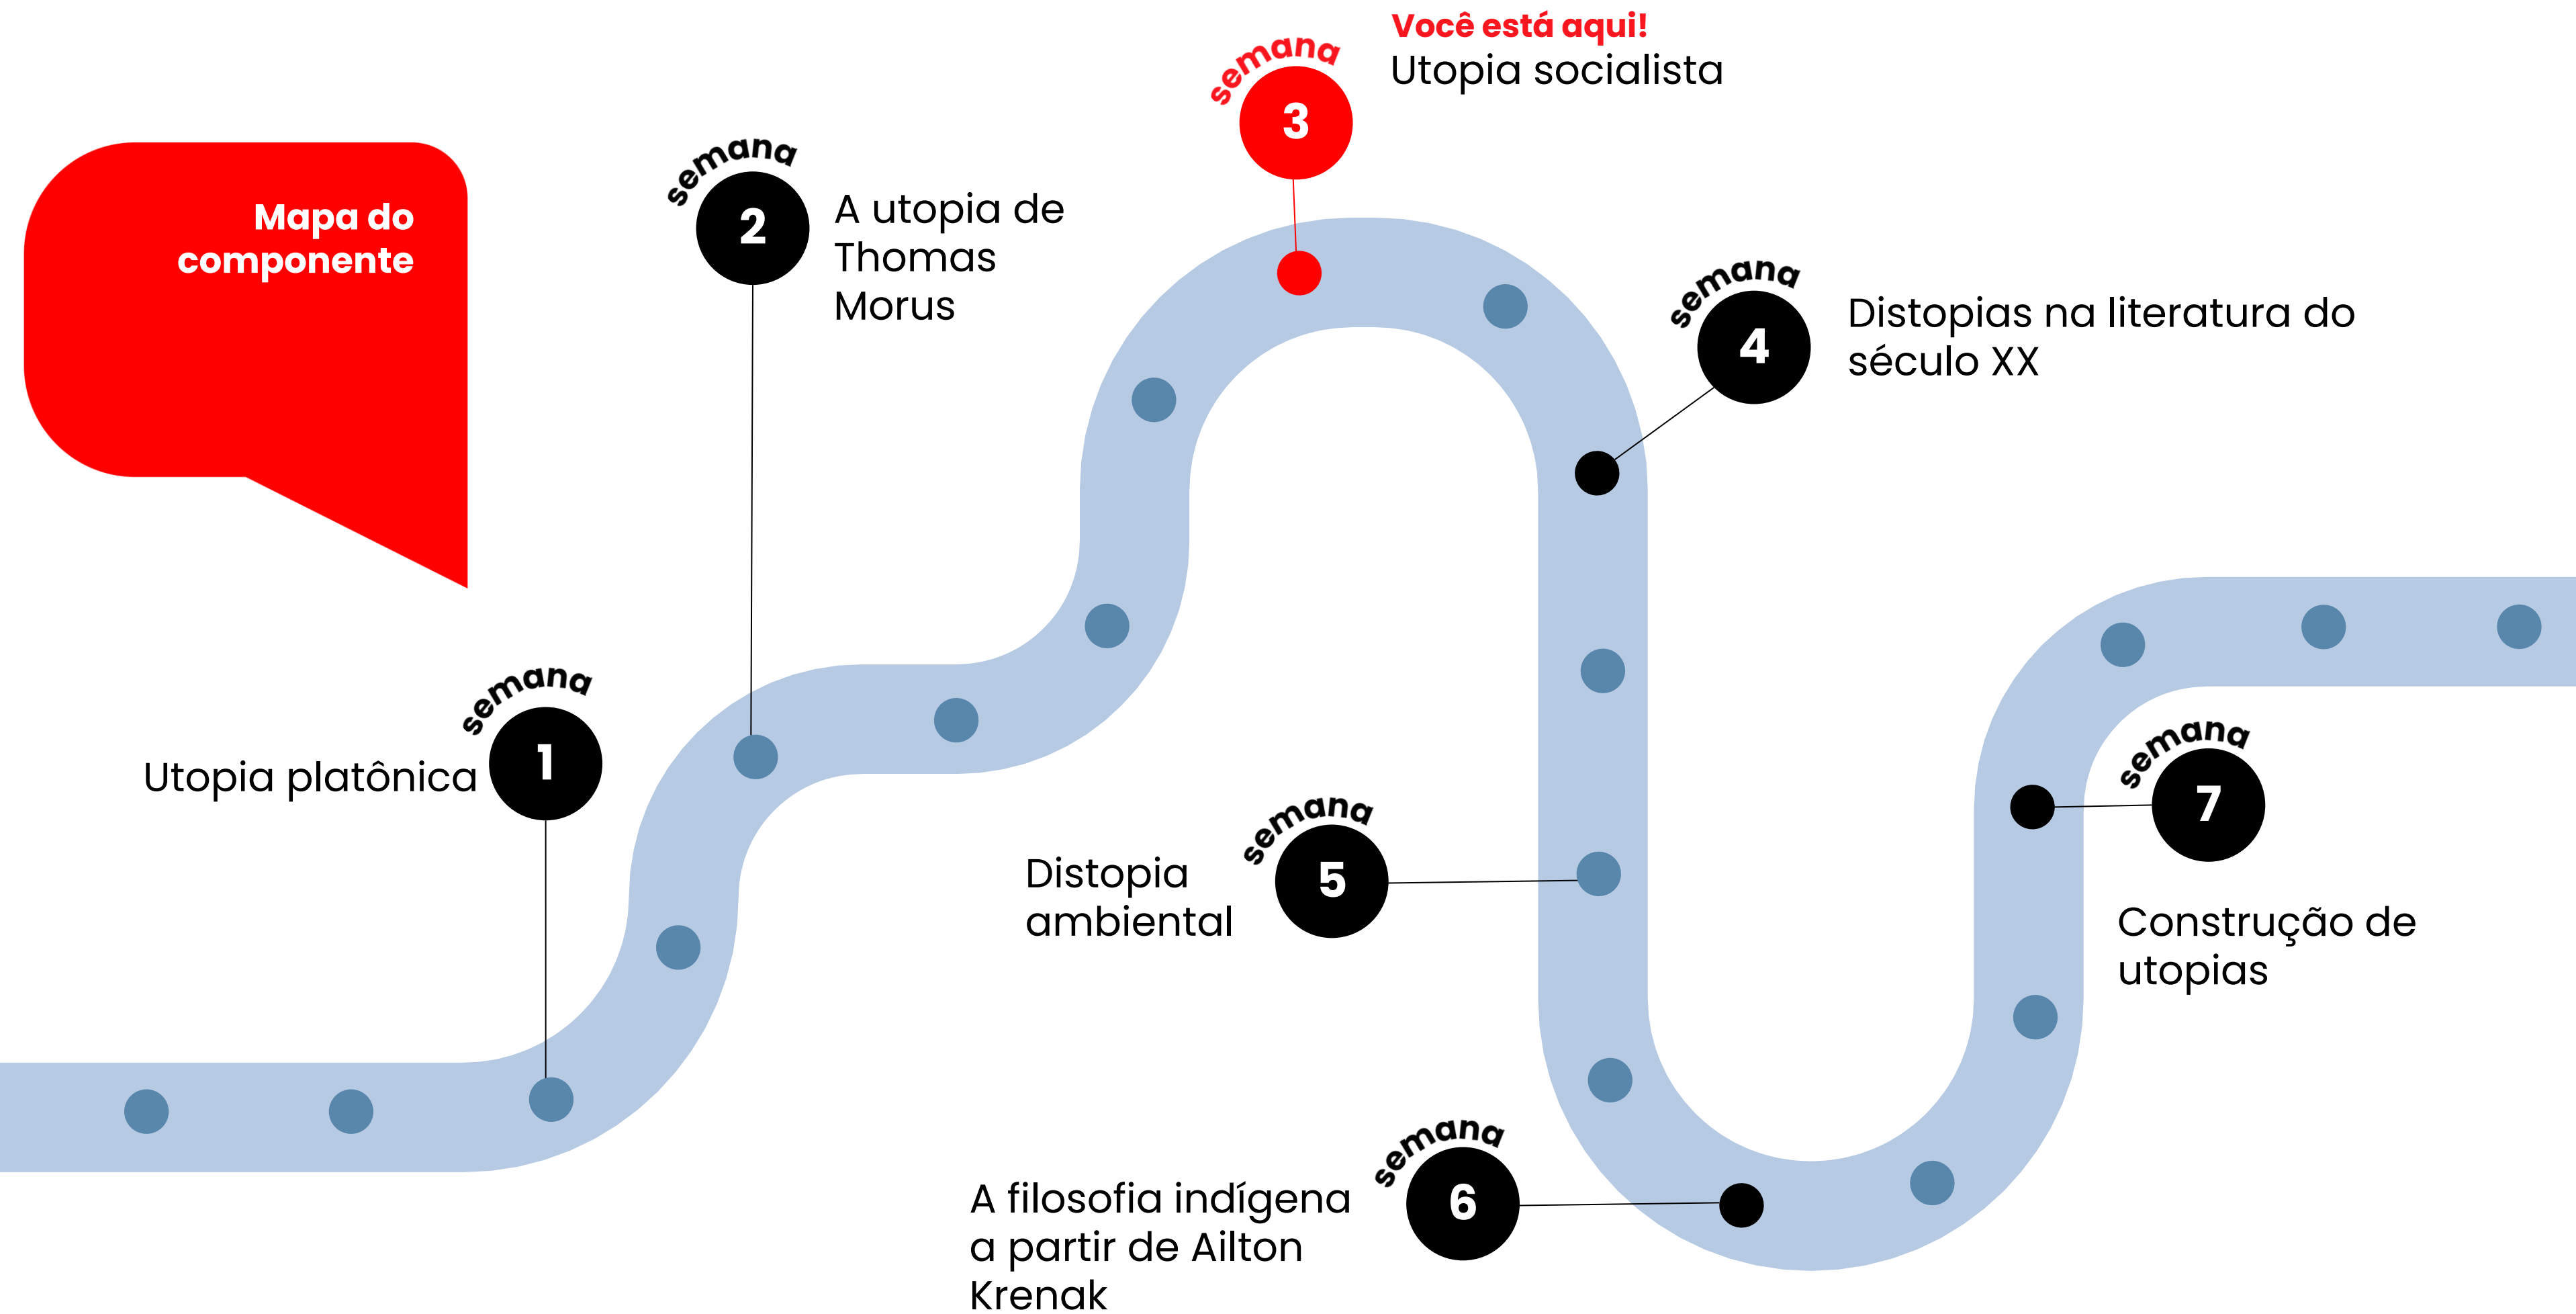 Mapa do
componente
semana
1
Utopia platônica
semana
2
A utopia de
Thomas
Morus
semana
3
Você está aqui!
Utopia socialista
semana
4
Distopias na literatura do
século XX
semana
5
Distopia
ambiental
semana
6
A filosofia indígena
a partir de Ailton
Krenak
semana
7
Construção de
utopias